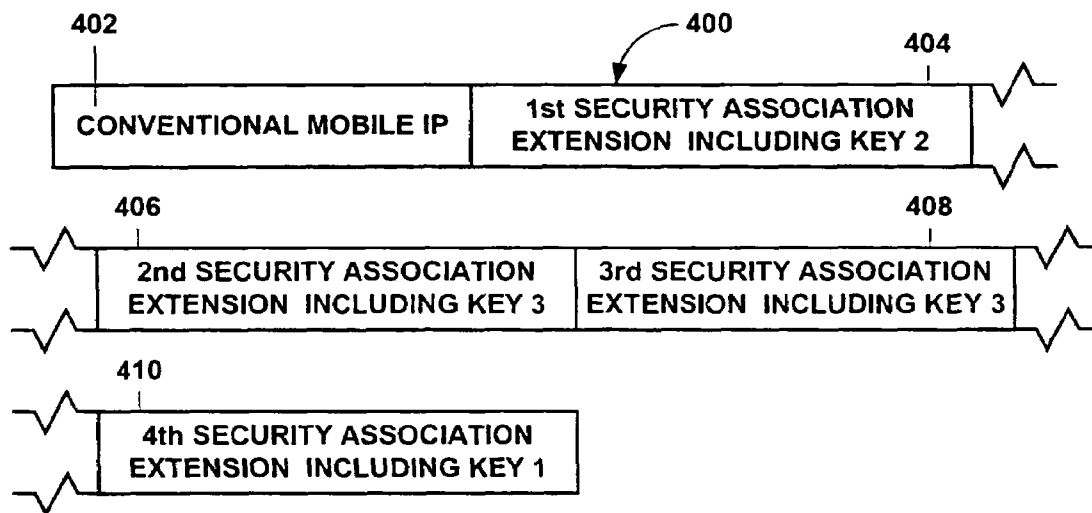 402
400
404
CONVENTIONAL MOBILE IP
1st SECURITY ASSOCIATION
EXTENSION INCLUDING KEY 2
406
408
2nd SECURITY ASSOCIATION
EXTENSION INCLUDING KEY 3
3rd SECURITY ASSOCIATION
EXTENSION INCLUDING KEY 3
410
4th SECURITY ASSOCIATION
EXTENSION INCLUDING KEY 1